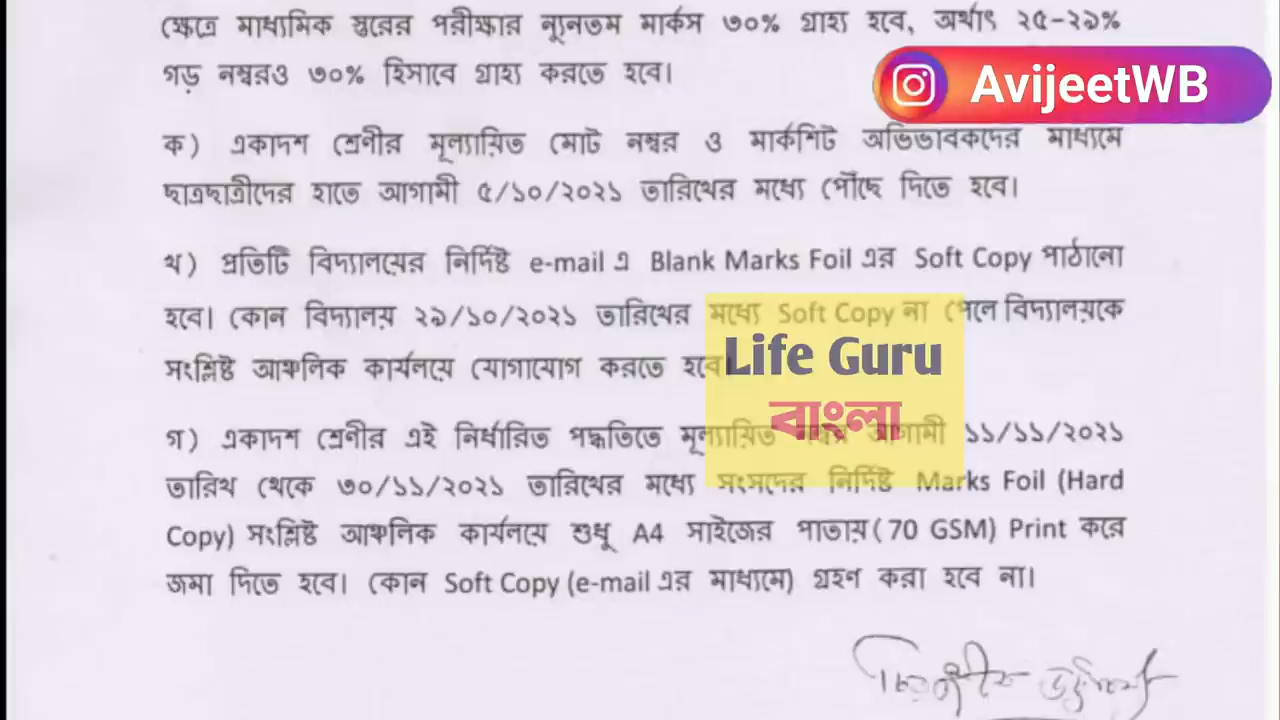 ক্ষেত্রে মাধ্যমিক স্তরের পরীক্ষার ন্যূনতম মার্কস ৩০% গ্রাহ্য হবে, অর্থাৎ ২৫-২৯%
গড় নম্বরও ৩০% হিসাবে গ্রাহ্য করতে হবে।
AvijeetWB
ক) একাদশ শ্রেণীর মূল্যায়িত মোট নম্বর ও মার্কশিট অভিভাবকদের মাধ্যমে
ছাত্রছাত্রীদের হাতে আগামী ৫/১০/২০২১ তারিখের মধ্যে পৌঁছে দিতে হবে।
খ) প্রতিটি বিদ্যালয়ের নির্দিষ্ট e-mail এ Blank Marks Foil এর Soft Copy পাঠানো
হবে। কোন বিদ্যালয় ২৯/১০/২০২১ তারিখের মধ্যে Soft Copy না পেলে বিদ্যালয়কে
সংশ্লিষ্ট আঞ্চলিক কার্যলয়ে যোগাযোগ করতে হবে।
Life Guru
বাংলা
গ) একাদশ শ্রেণীর এই নির্ধারিত পদ্ধতিতে মূল্যায়িত নম্বর আগামী ১১/১১/২০২১
তারিখ থেকে ৩০/১১/২০২১ তারিখের মধ্যে সংসদের নির্দিষ্ট Marks Foil (Hard
Copy) সংশ্লিষ্ট আঞ্চলিক কার্যলয়ে শুধু A4 সাইজের পাতায় (70 GSM) Print করে
জমা দিতে হবে। কোন Soft Copy (e-mail এর মাধ্যমে) গ্রহণ করা হবে না।